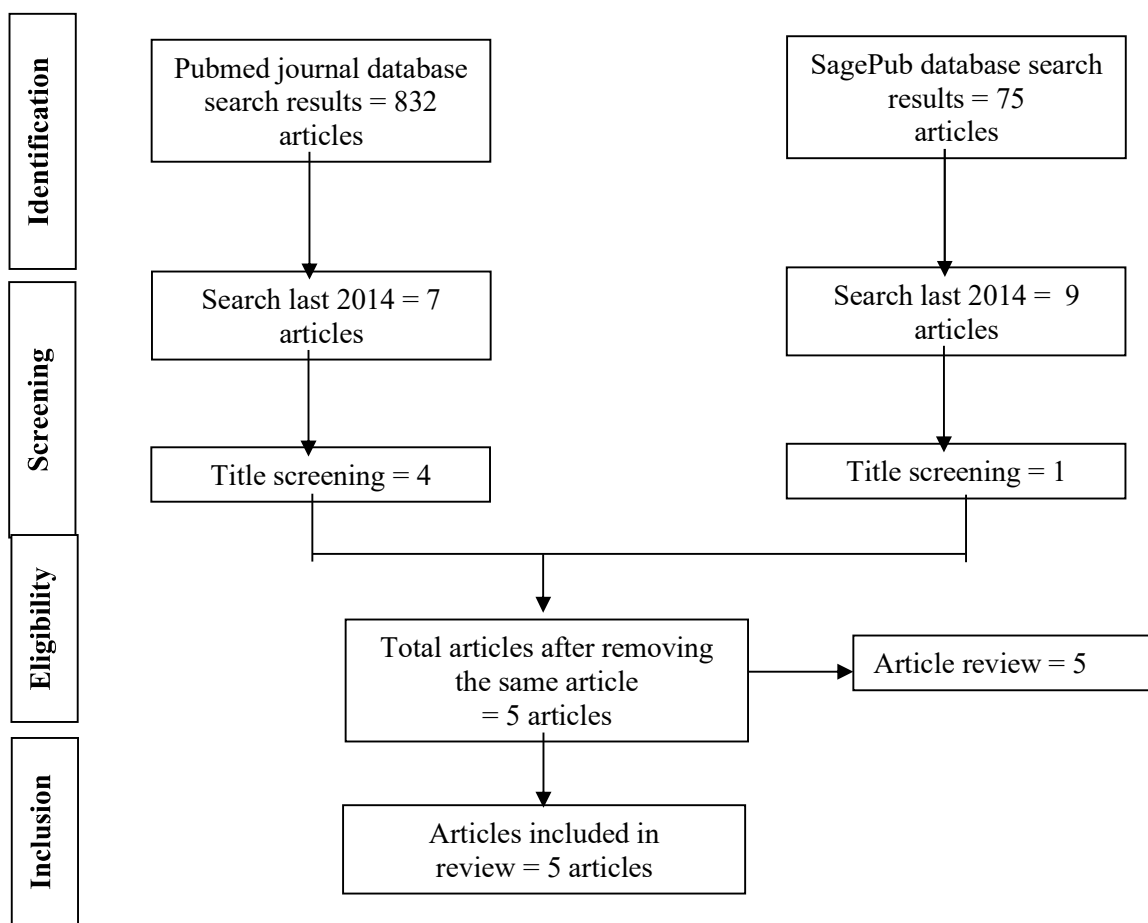 Identification
Pubmed journal database
search results = 832
articles
SagePub database search
results = 75
articles
Screening
Search last 2014 = 7
articles
Search last 2014 =  9
articles
Title screening = 4
Title screening = 1
Eligibility
Total articles after removing
the same article
= 5 articles
Article review = 5
Inclusion
Articles included in
review = 5 articles